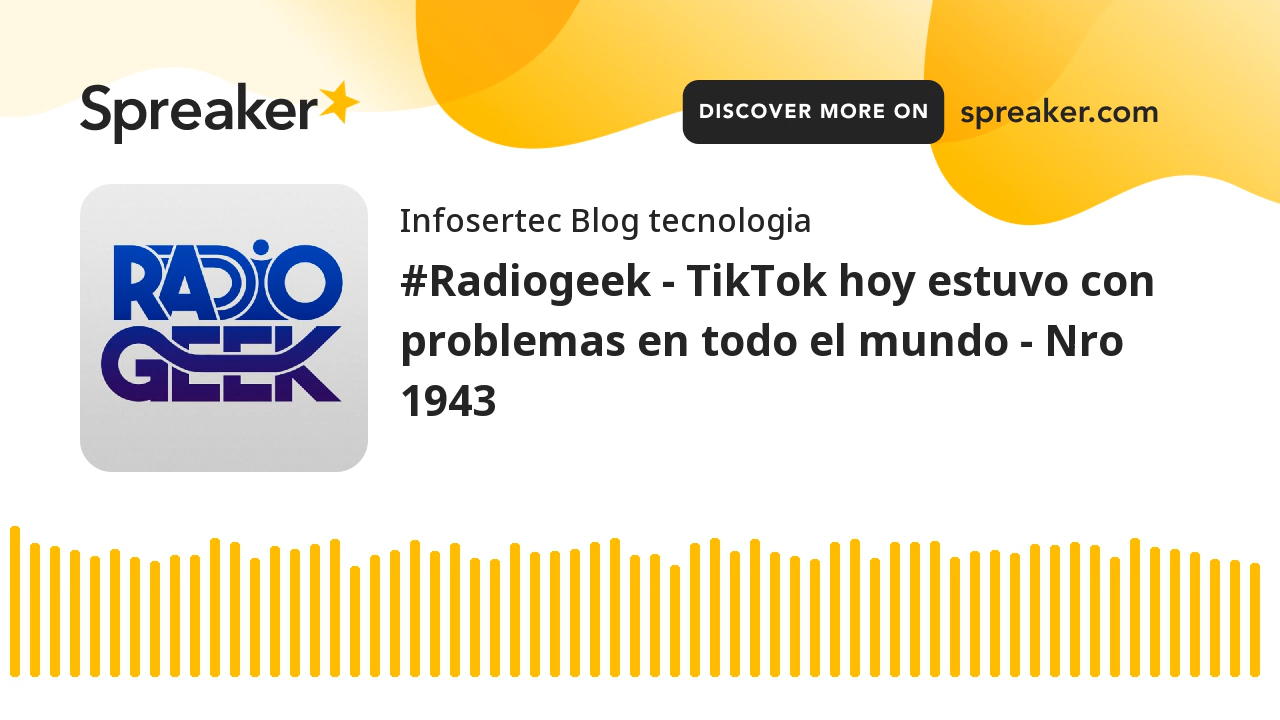 Spreaker
DISCOVER MORE ON spreaker.com
RADIO
GEEK
Infosertec Blog tecnologia
#Radiogeek - TikTok hoy estuvo con
problemas en todo el mundo - Nro
1943